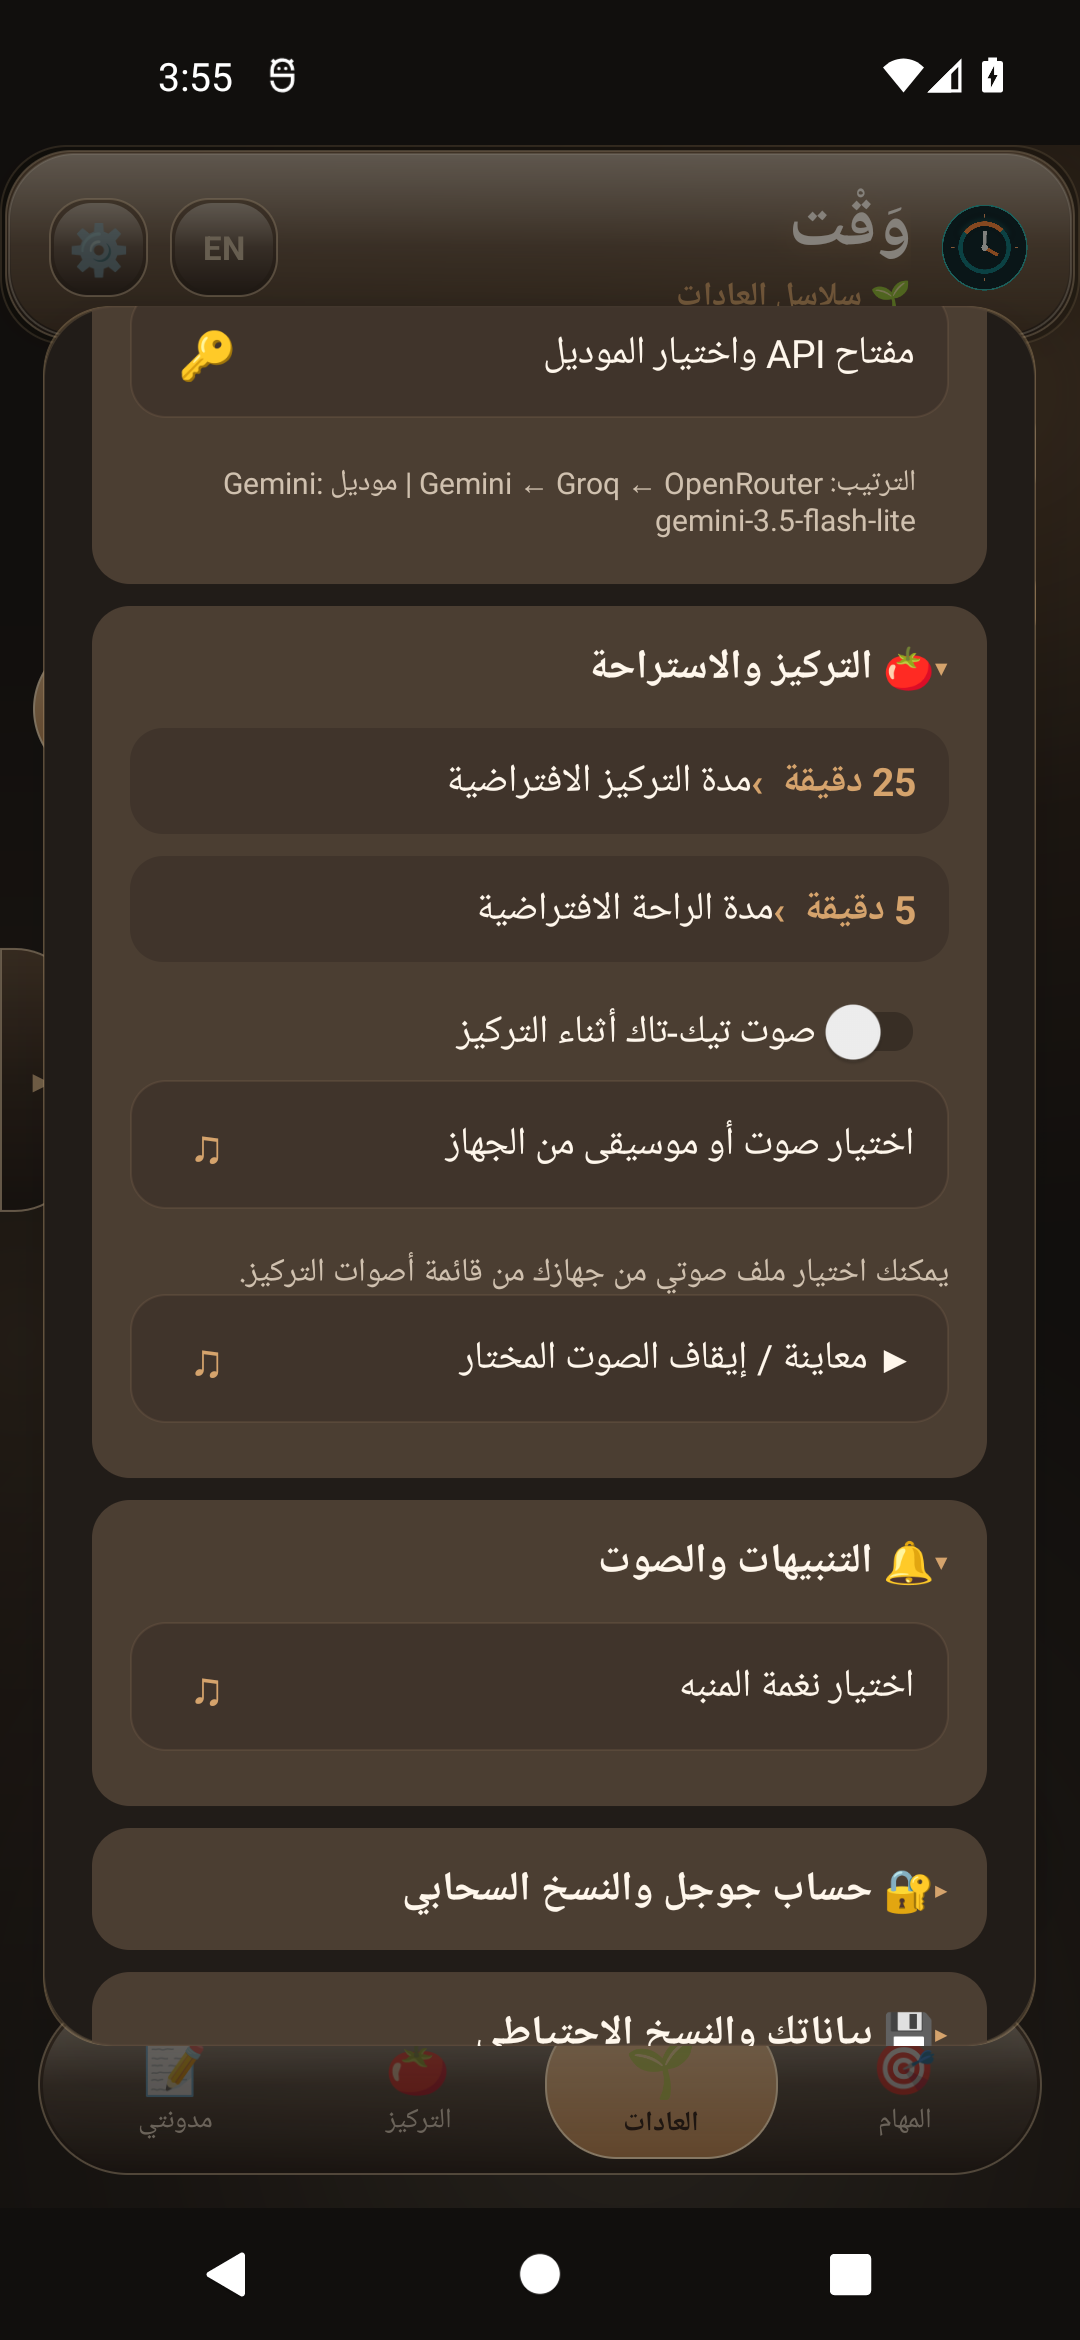 3:55
وَقْت
EN
🌱 سلاسل العادات
مفتاح API واختيار الموديل
الترتيب: Gemini ← Groq ← OpenRouter | موديل Gemini:
gemini-3.5-flash-lite
التركيز والاستراحة
25 دقيقة ‹ مدة التركيز الافتراضية
5 دقيقة ‹ مدة الراحة الافتراضية
صوت تيك-تاك أثناء التركيز
اختيار صوت أو موسيقى من الجهاز
يمكنك اختيار ملف صوتي من جهازك من قائمة أصوات التركيز.
▶ معاينة / إيقاف الصوت المختار
التنبيهات والصوت
اختيار نغمة المنبه
حساب جوجل والنسخ السحابي
بياناتك والنسخ الاحتياطي
المهام
العادات
التركيز
مدونتي